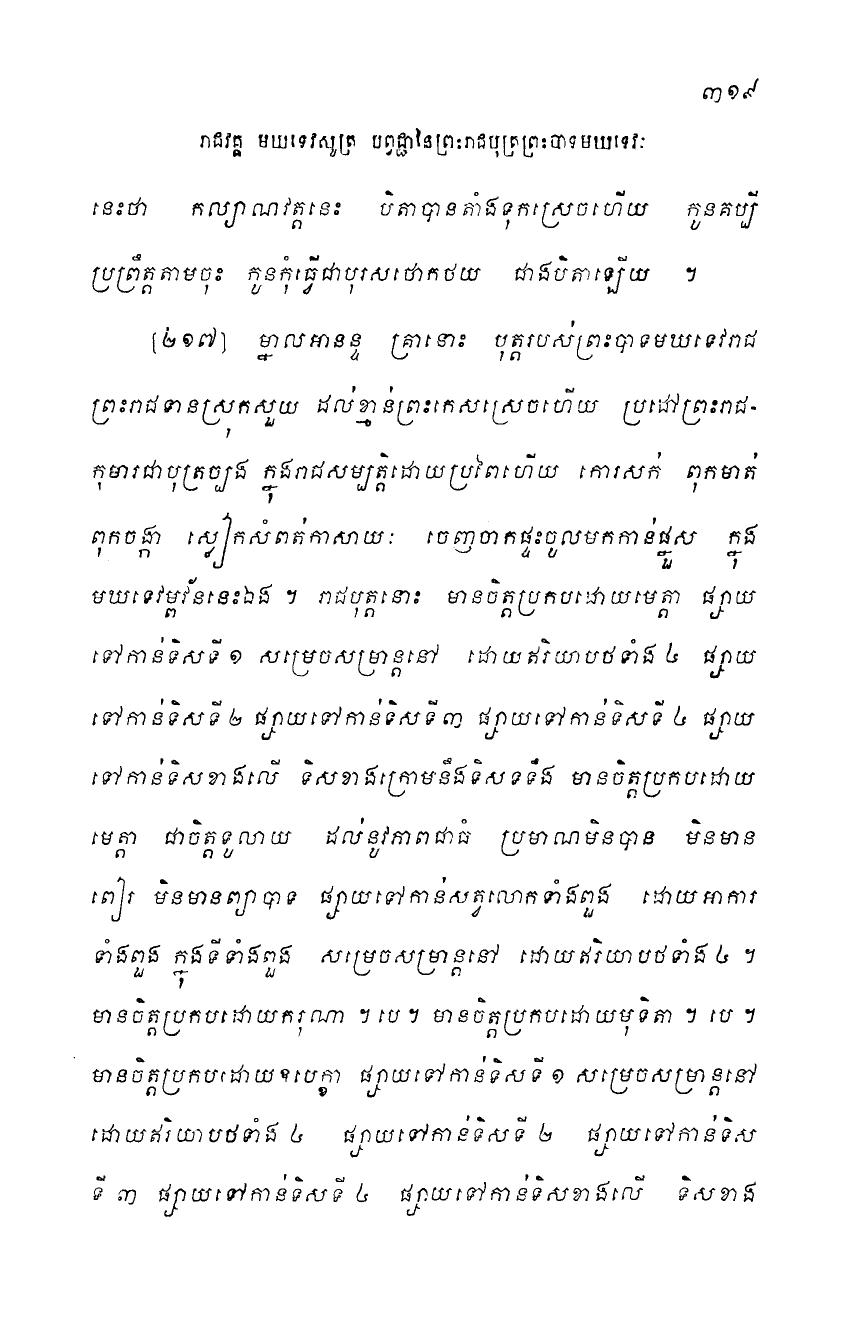 ៣១៩
រាជវគ្គ មឃទេវសូត្រ បព្វជ្ជានៃព្រះរាជបុត្រព្រះបាទមឃទេវៈ
នេះថា កល្យាណវត្តនេះ បិតាបានតាំងទុកស្រេចហើយ កូនគប្បី
ប្រព្រឹត្តតាមចុះ កូនកុំធ្វើជាបុរសថោកថយ ជាងបិតាឡើយ ។
[២១៧] ម្នាលអានន្ទ គ្រានោះ បុត្តរបស់ព្រះបាទមឃទេវរាជ
ព្រះរាជទានស្រុកសួយ ដល់ខ្មាន់ព្រះកេសស្រេចហើយ ប្រដៅព្រះរាជ-
កុមារជាបុត្រច្បង ក្នុងរាជសម្បត្តិដោយប្រពៃហើយ កោរសក់ ពុកមាត់
ពុកចង្កា ស្លៀកសំពត់កាសាយៈ ចេញចាកផ្ទះចូលមកកាន់ផ្នួស ក្នុង
មឃទេវម្ពវ័ននេះឯង ។ រាជបុត្តនោះ មានចិត្តប្រកបដោយមេត្តា ផ្សាយ
ទៅកាន់ទិសទី១ សម្រេចសម្រាន្តនៅ ដោយឥរិយាបថទាំង៤ ផ្សាយ
ទៅកាន់ទិសទី២ ផ្សាយទៅកាន់ទិសទី៣ ផ្សាយទៅកាន់ទិសទី៤ ផ្សាយ
ទៅកាន់ទិសខាងលើ ទិសខាងក្រោមនឹងទិសទទឹង មានចិត្តប្រកបដោយ
មេត្តា ជាចិត្តទូលាយ ដល់នូវភាពជាធំ ប្រមាណមិនបាន មិនមាន
ពៀរ មិនមានព្យាបាទ ផ្សាយទៅកាន់សត្វលោកទាំងពួង ដោយអាការ
ទាំងពួង ក្នុងទីទាំងពួង សម្រេចសម្រាន្តនៅ ដោយឥរិយាបថទាំង៤ ។
មានចិត្តប្រកបដោយករុណា ។ បេ ។ មានចិត្តប្រកបដោយមុទិតា ។ បេ ។
មានចិត្តប្រកបដោយឧបេក្ខា ផ្សាយទៅកាន់ទិសទី១ សម្រេចសម្រាន្តនៅ
ដោយឥរិយាបថទាំង ៤ ផ្សាយទៅកាន់ទិសទី ២ ផ្សាយទៅកាន់ទិស
ទី ៣ ផ្សាយទៅកាន់ទិសទី ៤ ផ្សាយទៅកាន់ទិសខាងលើ ទិសខាង